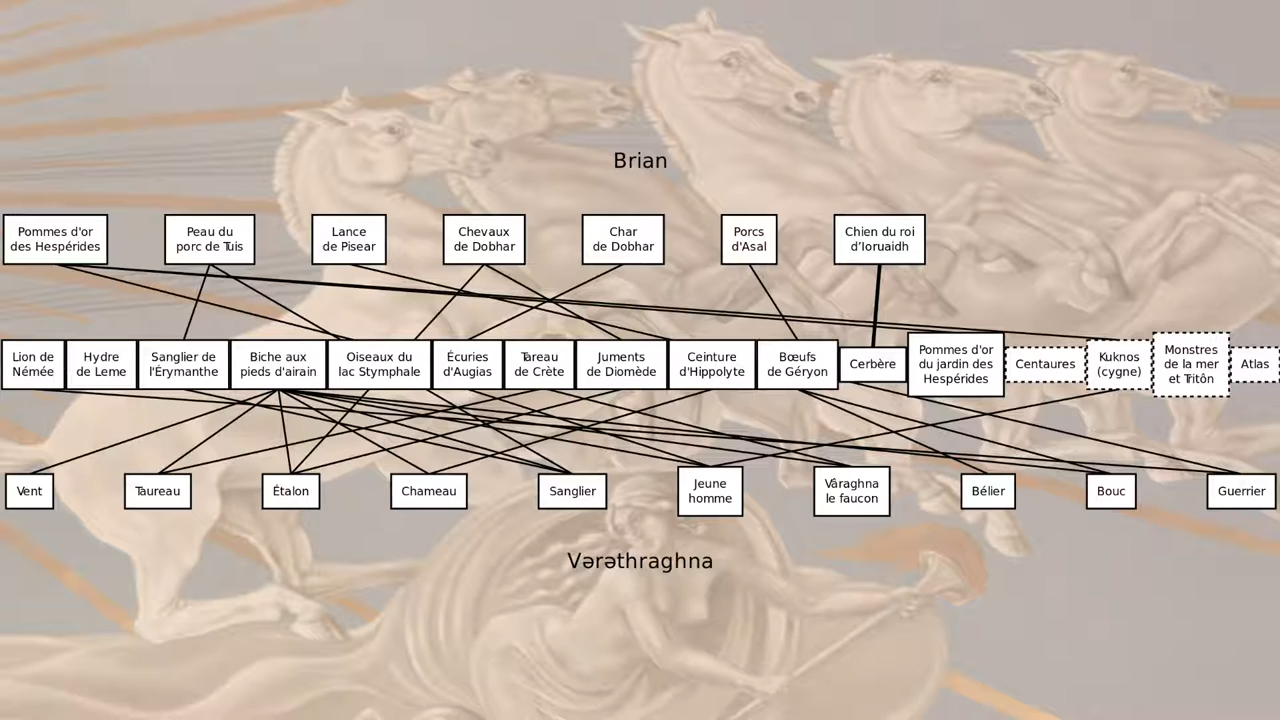 Brian
Pommes d'or
des Hespérides
Peau du
porc de Tuis
Lance
de Pisear
Chevaux
de Dobhar
Char
de Dobhar
Porcs
d'Asal
Chien du roi
d’Ioruaidh
Lion de
Némée
Hydre
de Leme
Sanglier de
l'Érymanthe
Biche aux
pieds d'airain
Oiseaux du
lac Stymphale
Écuries
d'Augias
Tareau
de Crète
Juments
de Diomède
Ceinture
d'Hippolyte
Bœufs
de Géryon
Cerbère
Pommes d'or
du jardin des
Hespérides
Centaures
Kuknos
(cygne)
Monstres
de la mer
et Tritôn
Atlas
Vent
Taureau
Étalon
Chameau
Sanglier
Jeune
homme
Vâraghna
le faucon
Bélier
Bouc
Guerrier
Vərəthraghna